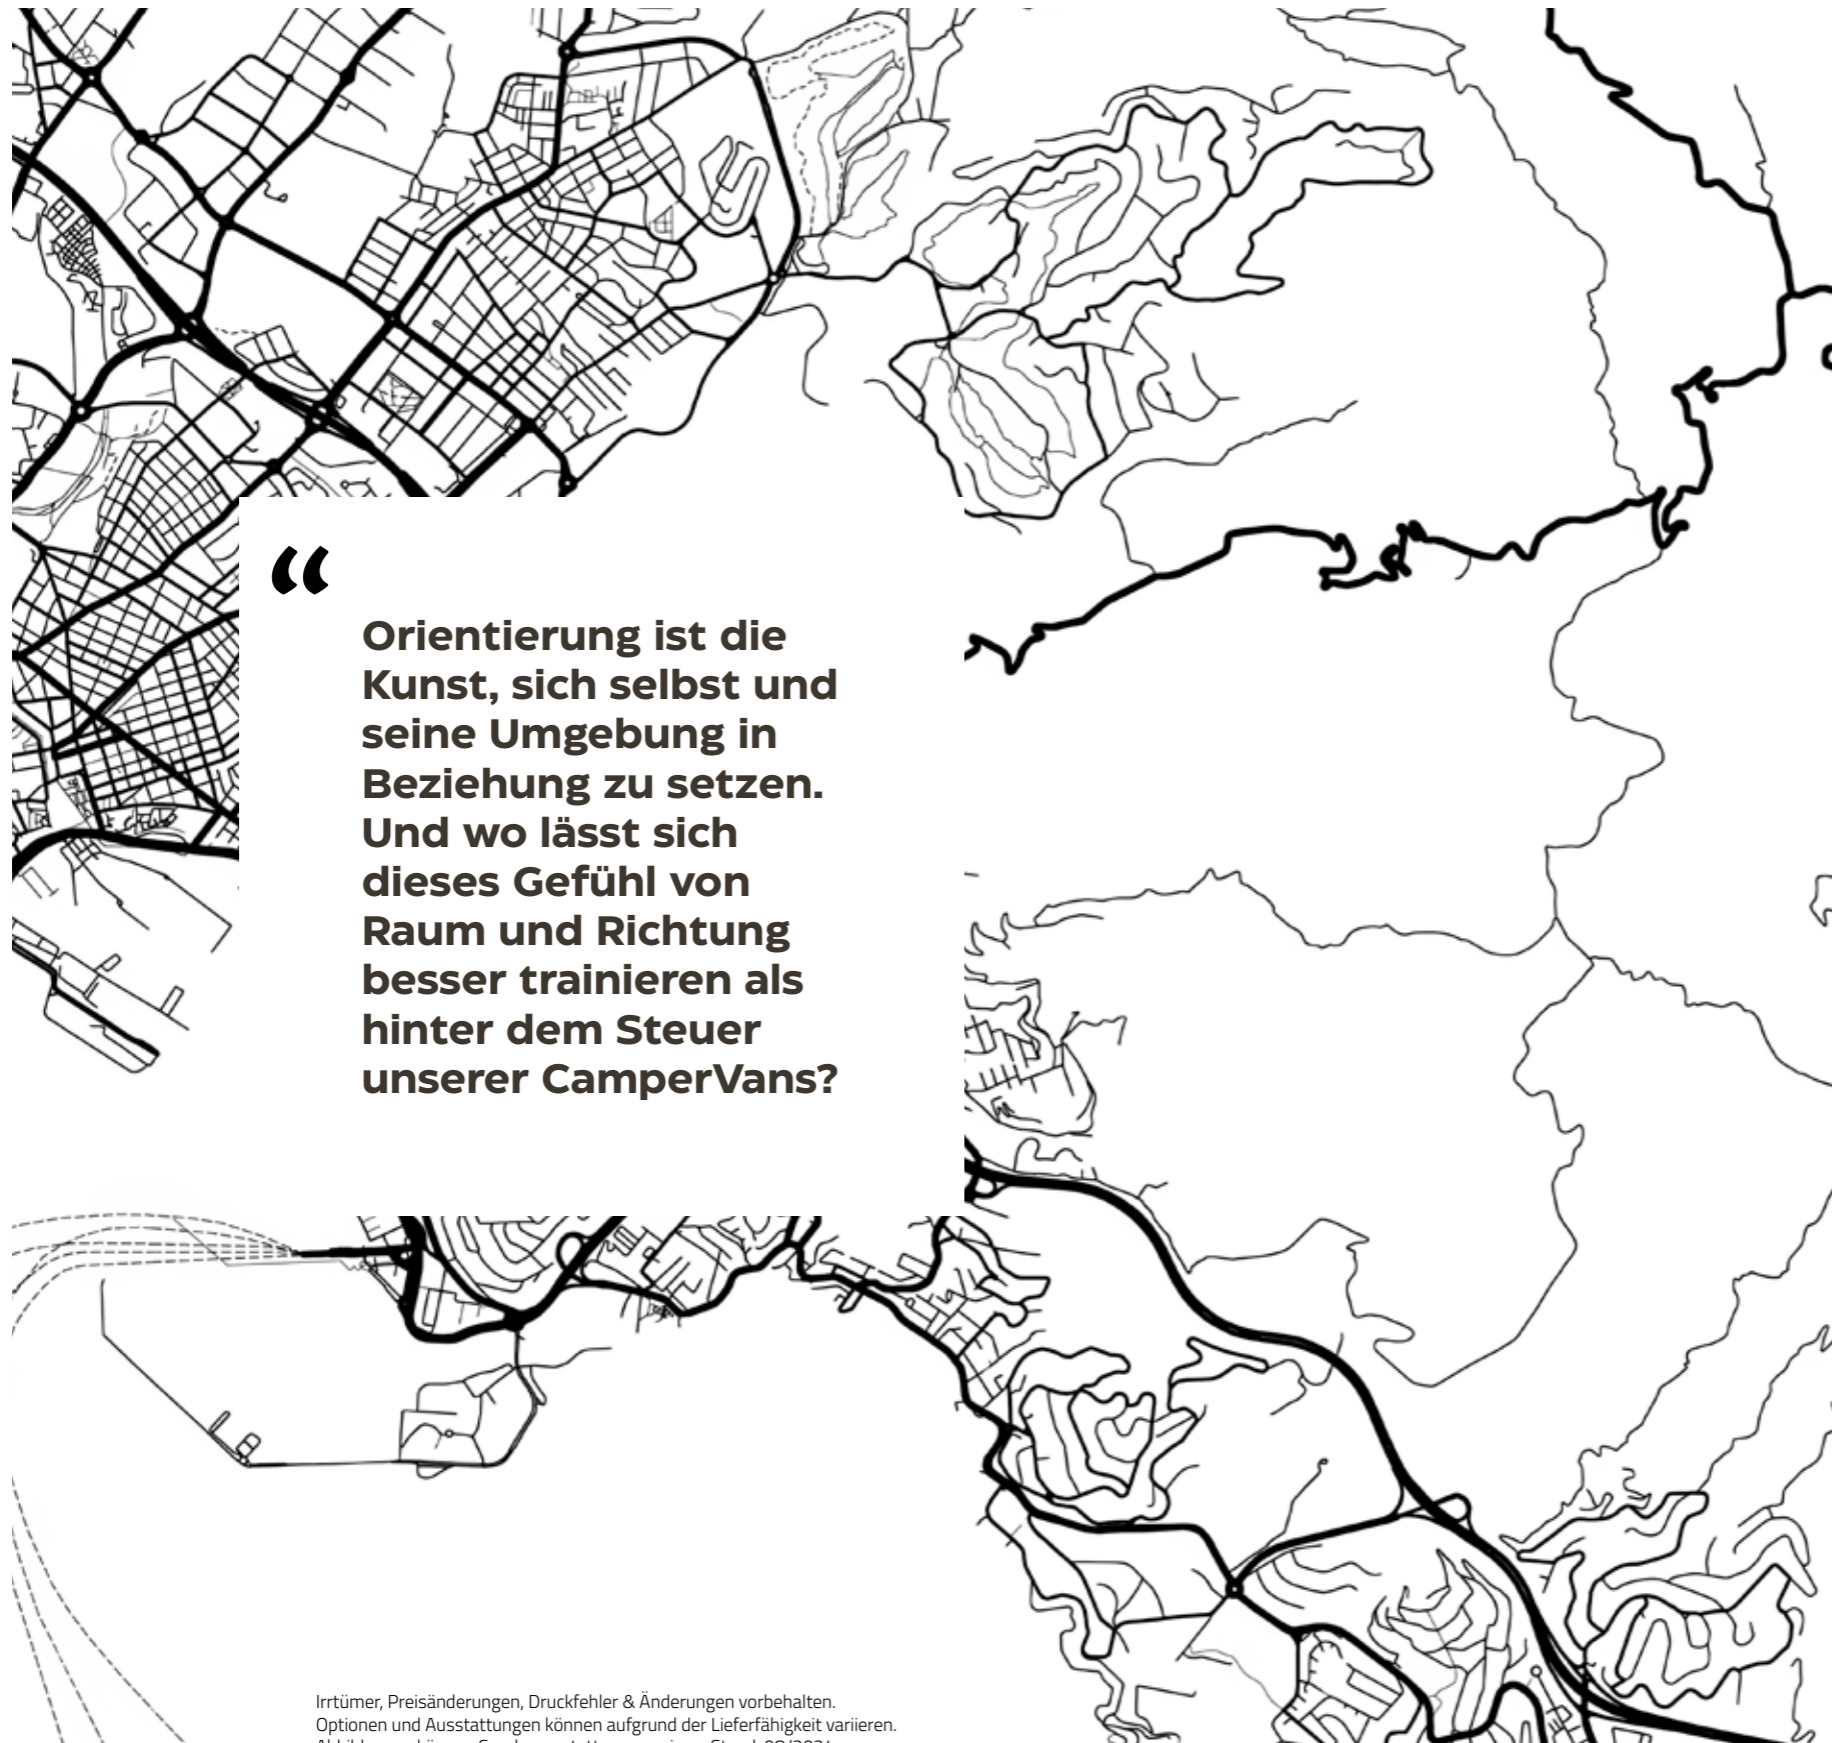 “
Orientierung ist die
Kunst, sich selbst und
seine Umgebung in
Beziehung zu setzen.
Und wo lässt sich
dieses Gefühl von
Raum und Richtung
besser trainieren als
hinter dem Steuer
unserer CamperVans?
Irrtümer, Preisänderungen, Druckfehler & Änderungen vorbehalten.
Optionen und Ausstattungen können aufgrund der Lieferfähigkeit variieren.